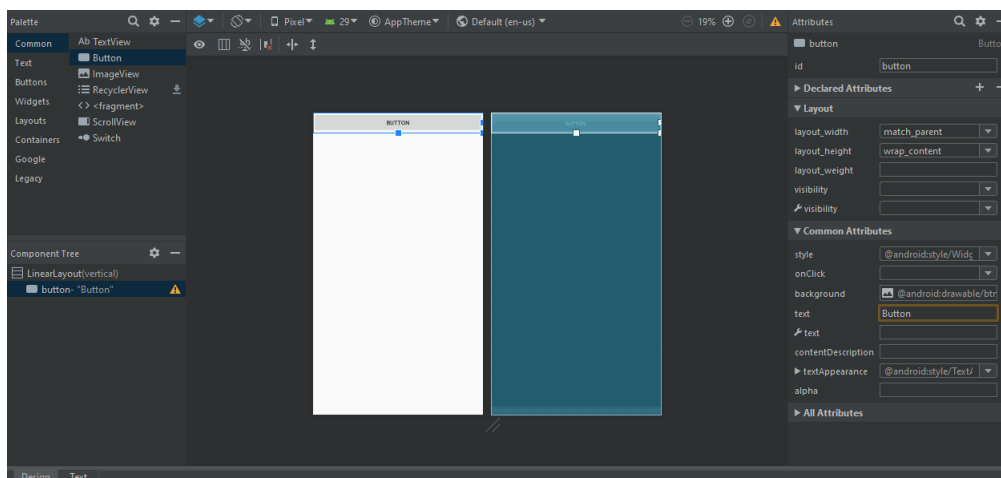 Palette
Common
Text
Buttons
Widgets
Layouts
Containers
Google
Legacy
Ab TextView
Button
ImageView
RecyclerView
<> <fragment>
ScrollView
Switch
Component Tree
LinearLayout(vertical)
button- "Button"
Pixel 29 AppTheme Default (en-us) 19%
BUTTON
BUTTON
Attributes
button Butto
id button
Declared Attributes
Layout
layout_width match_parent
layout_height wrap_content
layout_weight
visibility
visibility
Common Attributes
style @android:style/Widg
onClick
background @android:drawable/btn
text Button
text
contentDescription
textAppearance @android:style/TextA
alpha
All Attributes
Design Text